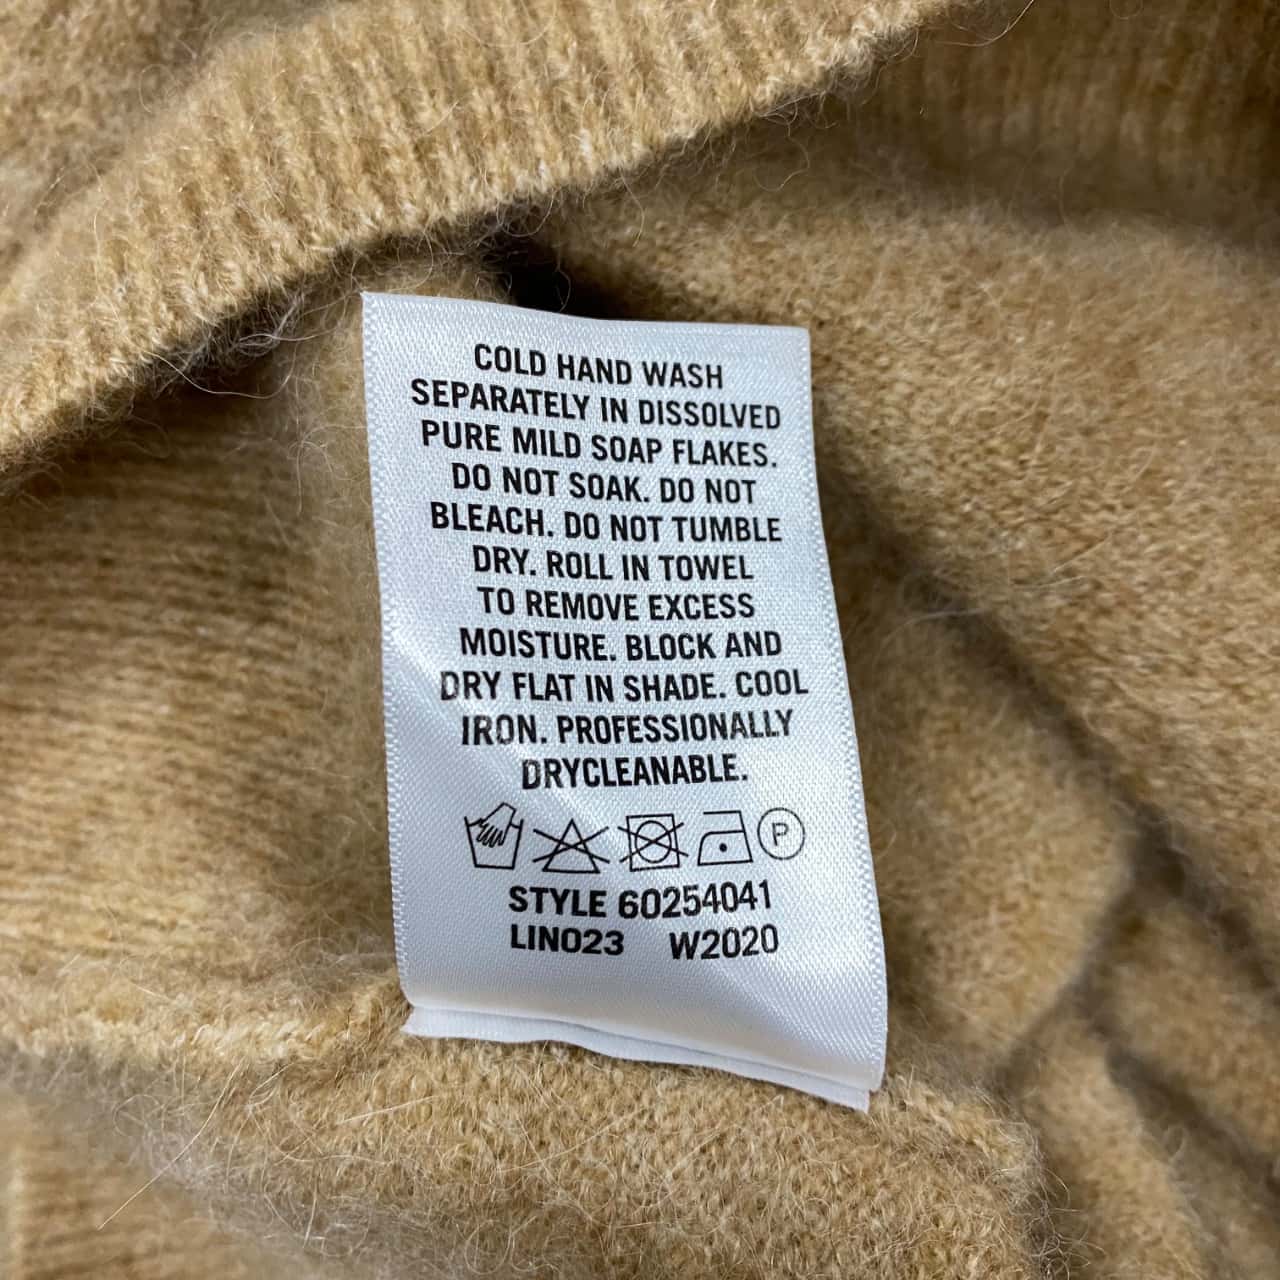 COLD HAND WASH
SEPARATELY IN DISSOLVED
PURE MILD SOAP FLAKES.
DO NOT SOAK. DO NOT
BLEACH. DO NOT TUMBLE
DRY. ROLL IN TOWEL
TO REMOVE EXCESS
MOISTURE. BLOCK AND
DRY FLAT IN SHADE. COOL
IRON. PROFESSIONALLY
DRYCLEANABLE.
P
STYLE 60254041
LIN023 W2020